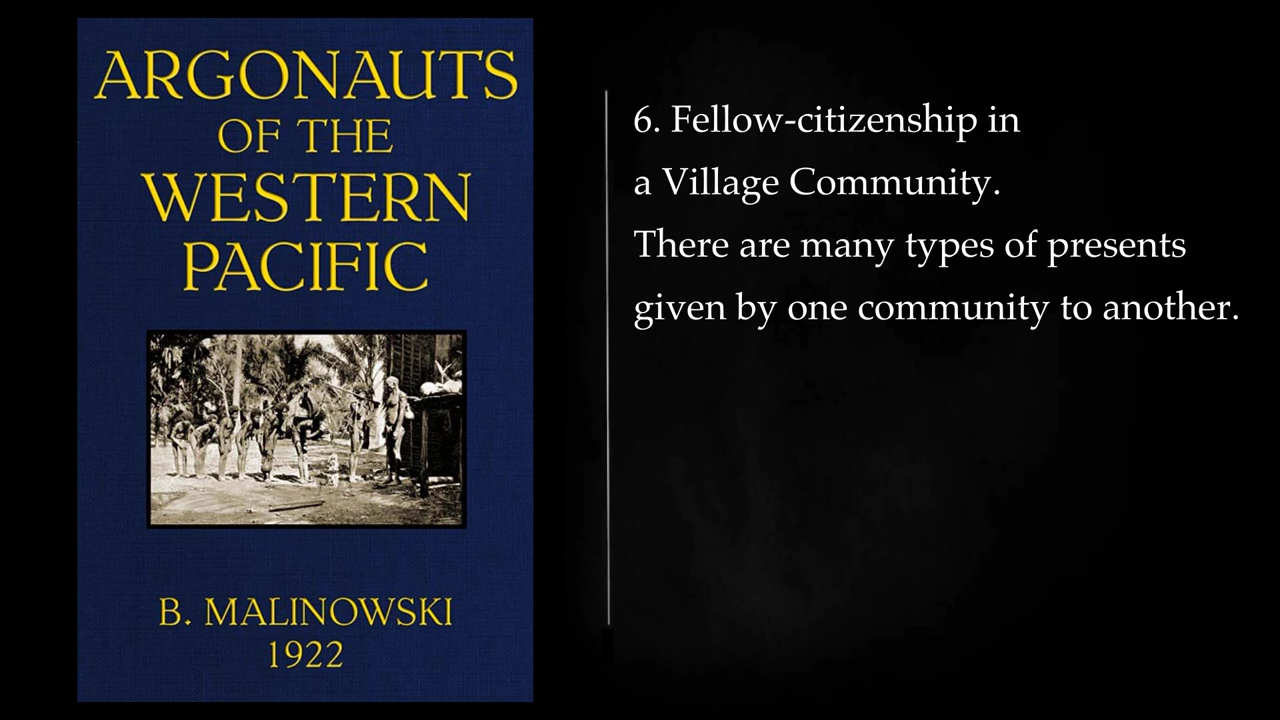 ARGONAUTS
OF THE
WESTERN
PACIFIC
B. MALINOWSKI
1922
6. Fellow-citizenship in
a Village Community.
There are many types of presents
given by one community to another.